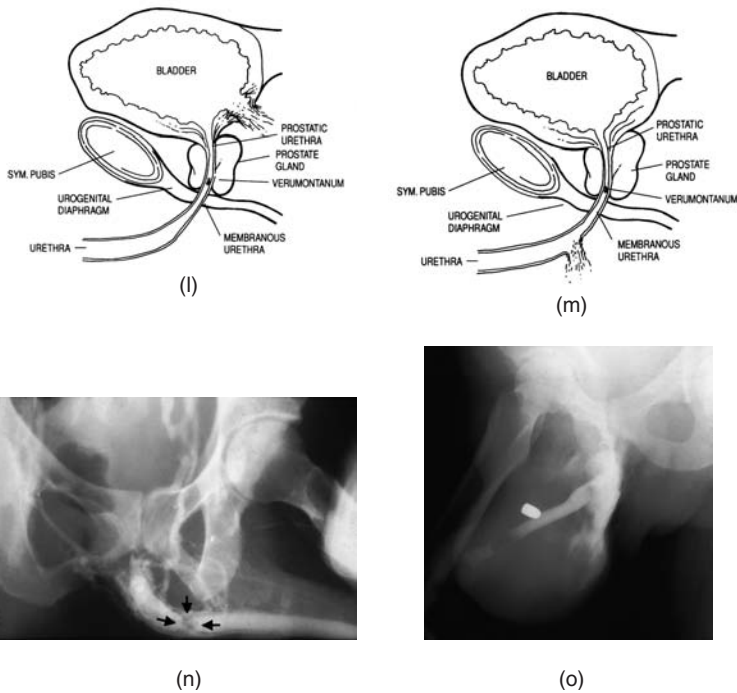 BLADDER
PROSTATIC
URETHRA
PROSTATE
GLAND
SYM. PUBIS
VERUMONTANUM
UROGENITAL
DIAPHRAGM
MEMBRANOUS
URETHRA
URETHRA
(l)
BLADDER
PROSTATIC
URETHRA
PROSTATE
GLAND
SYM. PUBIS
VERUMONTANUM
UROGENITAL
DIAPHRAGM
MEMBRANOUS
URETHRA
URETHRA
(m)
(n)
(o)